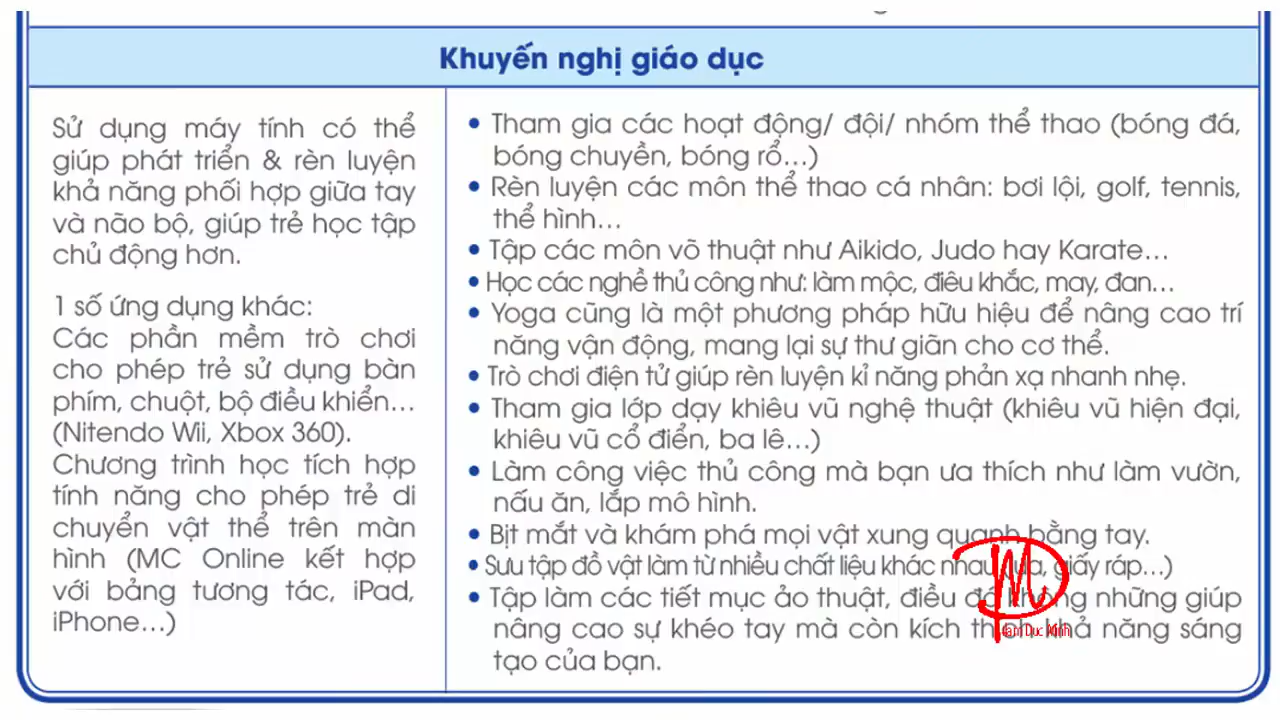 Khuyến nghị giáo dục
Sử dụng máy tính có thể
giúp phát triển & rèn luyện
khả năng phối hợp giữa tay
và não bộ, giúp trẻ học tập
chủ động hơn.
1 số ứng dụng khác:
Các phần mềm trò chơi
cho phép trẻ sử dụng bàn
phím, chuột, bộ điều khiển...
(Nitendo Wii, Xbox 360).
Chương trình học tích hợp
tính năng cho phép trẻ di
chuyển vật thể trên màn
hình (MC Online kết hợp
với bảng tương tác, iPad,
iPhone...)
• Tham gia các hoạt động/ đội/ nhóm thể thao (bóng đá,
bóng chuyền, bóng rổ...)
• Rèn luyện các môn thể thao cá nhân: bơi lội, golf, tennis,
thể hình...
• Tập các môn võ thuật như Aikido, Judo hay Karate...
• Học các nghề thủ công như: làm mộc, điêu khắc, may, đan...
• Yoga cũng là một phương pháp hữu hiệu để nâng cao trí
năng vận động, mang lại sự thư giãn cho cơ thể.
• Trò chơi điện tử giúp rèn luyện kỉ năng phản xạ nhanh nhẹ.
• Tham gia lớp dạy khiêu vũ nghệ thuật (khiêu vũ hiện đại,
khiêu vũ cổ điển, ba lê...)
• Làm công việc thủ công mà bạn ưa thích như làm vườn,
nấu ăn, lắp mô hình.
• Bịt mắt và khám phá mọi vật xung quanh bằng tay.
• Sưu tập đồ vật làm từ nhiều chất liệu khác nhau giấy ráp...)
• Tập làm các tiết mục ảo thuật, điều đó không những giúp
nâng cao sự khéo tay mà còn kích thích khả năng sáng
tạo của bạn.